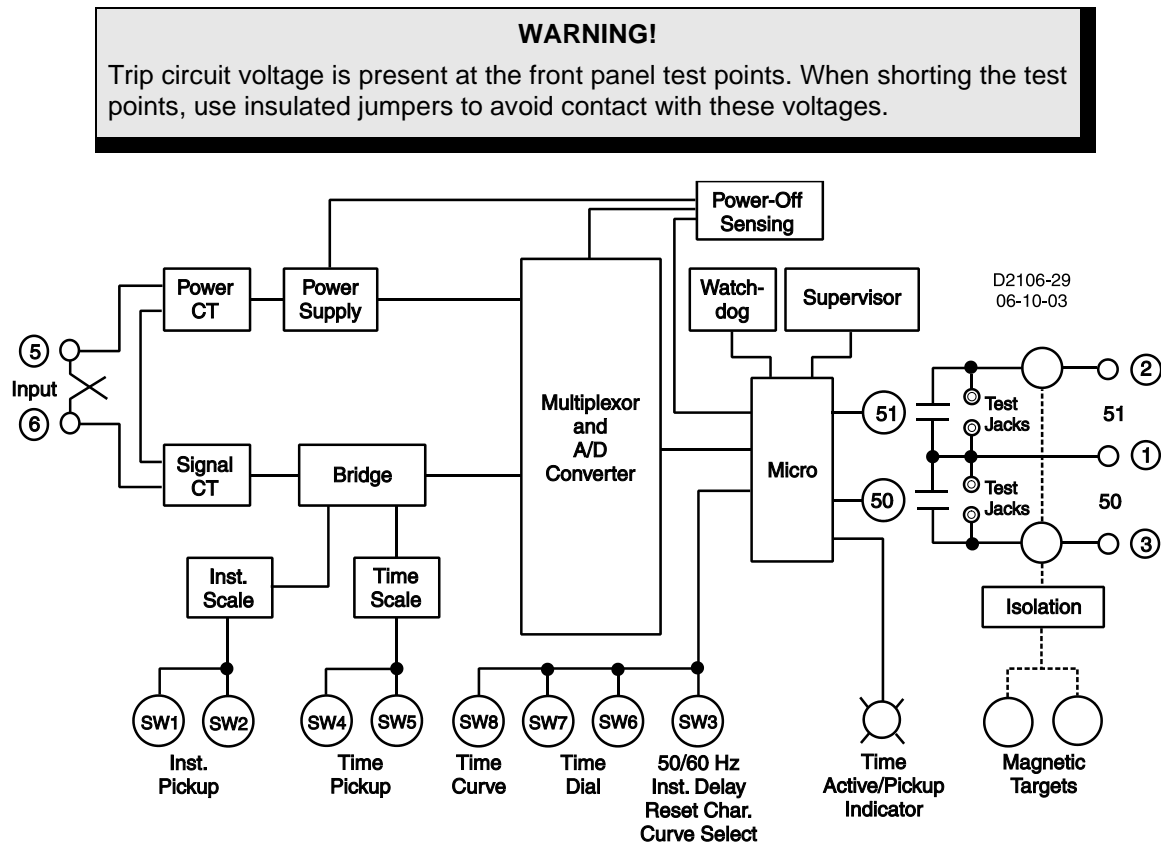 WARNING!
Trip circuit voltage is present at the front panel test points. When shorting the test
points, use insulated jumpers to avoid contact with these voltages.
Power-Off
Sensing
Power
CT
Power
Supply
Watch-
dog
Supervisor
D2106-29
06-10-03
5
Input
6
Multiplexor
and
A/D
Converter
Micro
51
50
Test
Jacks
Test
Jacks
2
51
1
50
3
Signal
CT
Bridge
Inst.
Scale
Time
Scale
Isolation
SW1
SW2
SW4
SW5
SW8
SW7
SW6
SW3
Inst.
Pickup
Time
Pickup
Time
Curve
Time
Dial
50/60 Hz
Inst. Delay
Reset Char.
Curve Select
Time
Active/Pickup
Indicator
Magnetic
Targets